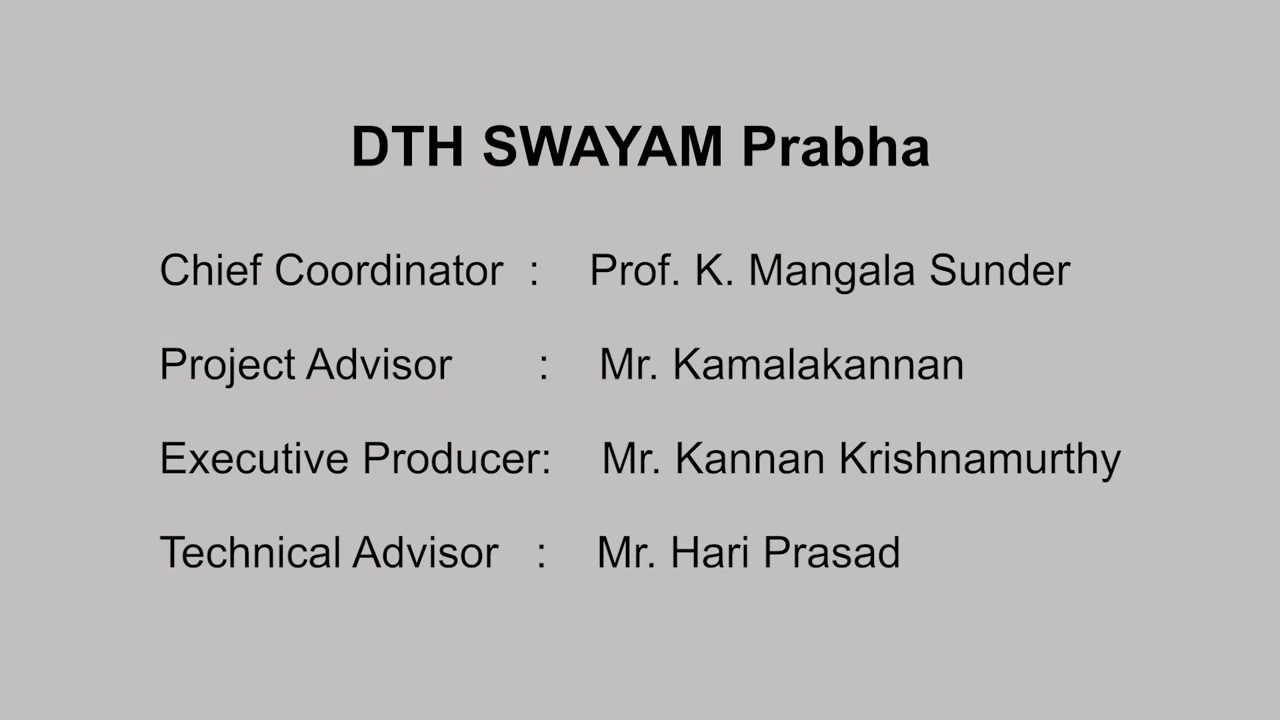 DTH SWAYAM Prabha
Chief Coordinator : Prof. K. Mangala Sunder
Project Advisor : Mr. Kamalakannan
Executive Producer: Mr. Kannan Krishnamurthy
Technical Advisor : Mr. Hari Prasad